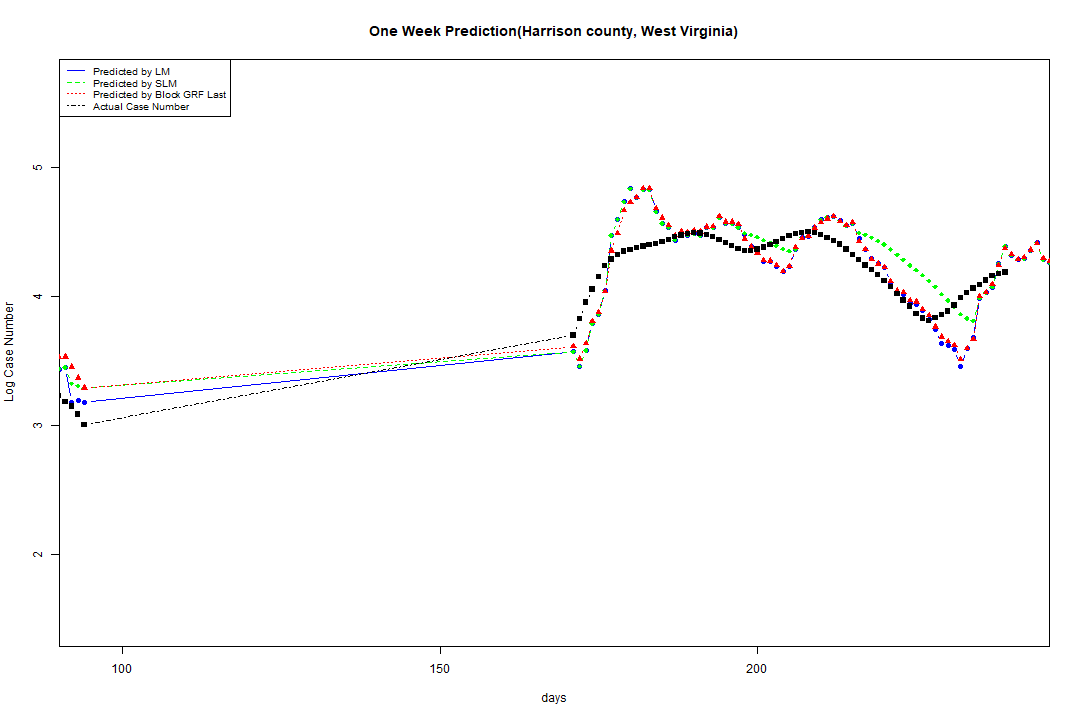 One Week Prediction(Harrison county, West Virginia)
Predicted by LM
Predicted by SLM
Predicted by Block GRF Last
Actual Case Number
5
4
3
2
Log Case Number
100 150 200
days